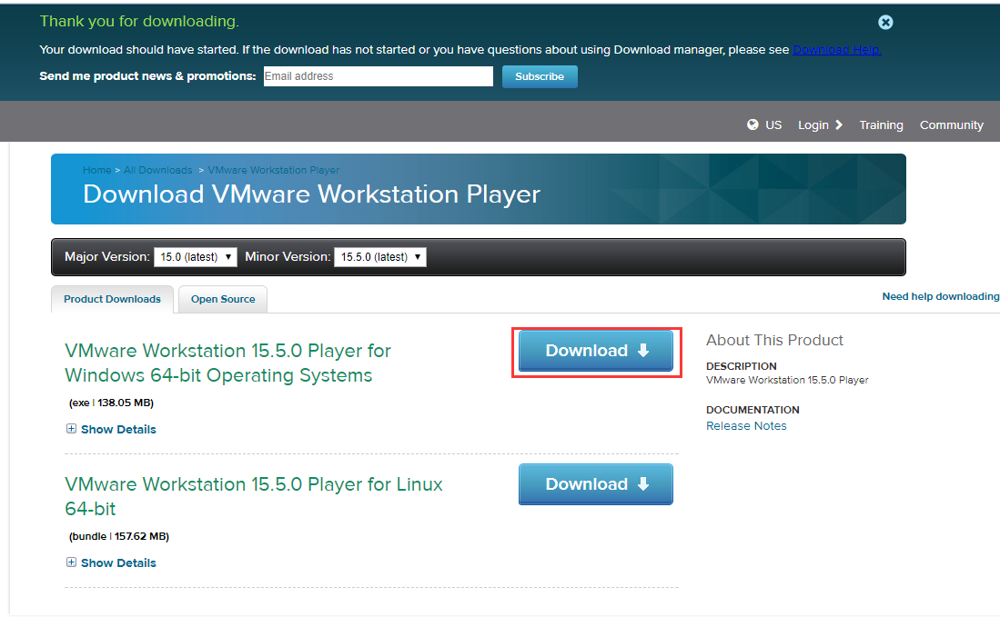 Thank you for downloading.
Your download should have started. If the download has not started or you have questions about using Download manager, please see Download Help.
Send me product news & promotions: Email address Subscribe
US Login Training Community
Home > All Downloads > VMware Workstation Player
Download VMware Workstation Player
Major Version: 15.0 (latest) Minor Version: 15.5.0 (latest)
Product Downloads Open Source Need help downloading
VMware Workstation 15.5.0 Player for
Windows 64-bit Operating Systems
(exe | 138.05 MB)
Show Details
Download
About This Product
DESCRIPTION
VMware Workstation 15.5.0 Player
DOCUMENTATION
Release Notes
VMware Workstation 15.5.0 Player for Linux
64-bit
(bundle | 157.62 MB)
Show Details
Download